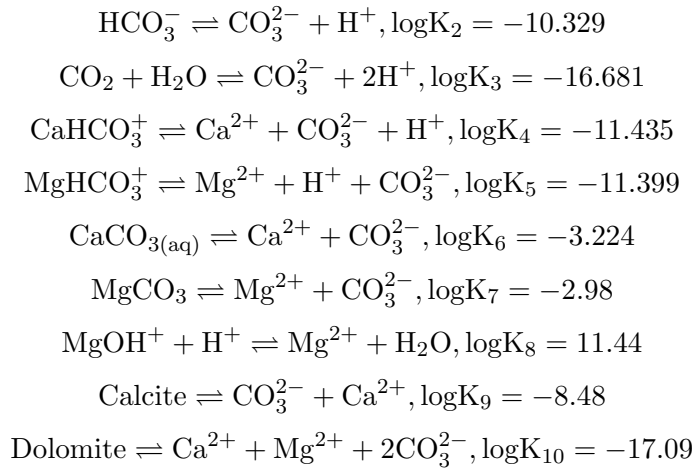 HCO₃⁻ ⇌ CO₃²⁻ + H⁺, logK₂ = −10.329
CO₂ + H₂O ⇌ CO₃²⁻ + 2H⁺, logK₃ = −16.681
CaHCO₃⁺ ⇌ Ca²⁺ + CO₃²⁻ + H⁺, logK₄ = −11.435
MgHCO₃⁺ ⇌ Mg²⁺ + H⁺ + CO₃²⁻, logK₅ = −11.399
CaCO₃₍aq₎ ⇌ Ca²⁺ + CO₃²⁻, logK₆ = −3.224
MgCO₃ ⇌ Mg²⁺ + CO₃²⁻, logK₇ = −2.98
MgOH⁺ + H⁺ ⇌ Mg²⁺ + H₂O, logK₈ = 11.44
Calcite ⇌ CO₃²⁻ + Ca²⁺, logK₉ = −8.48
Dolomite ⇌ Ca²⁺ + Mg²⁺ + 2CO₃²⁻, logK₁₀ = −17.09